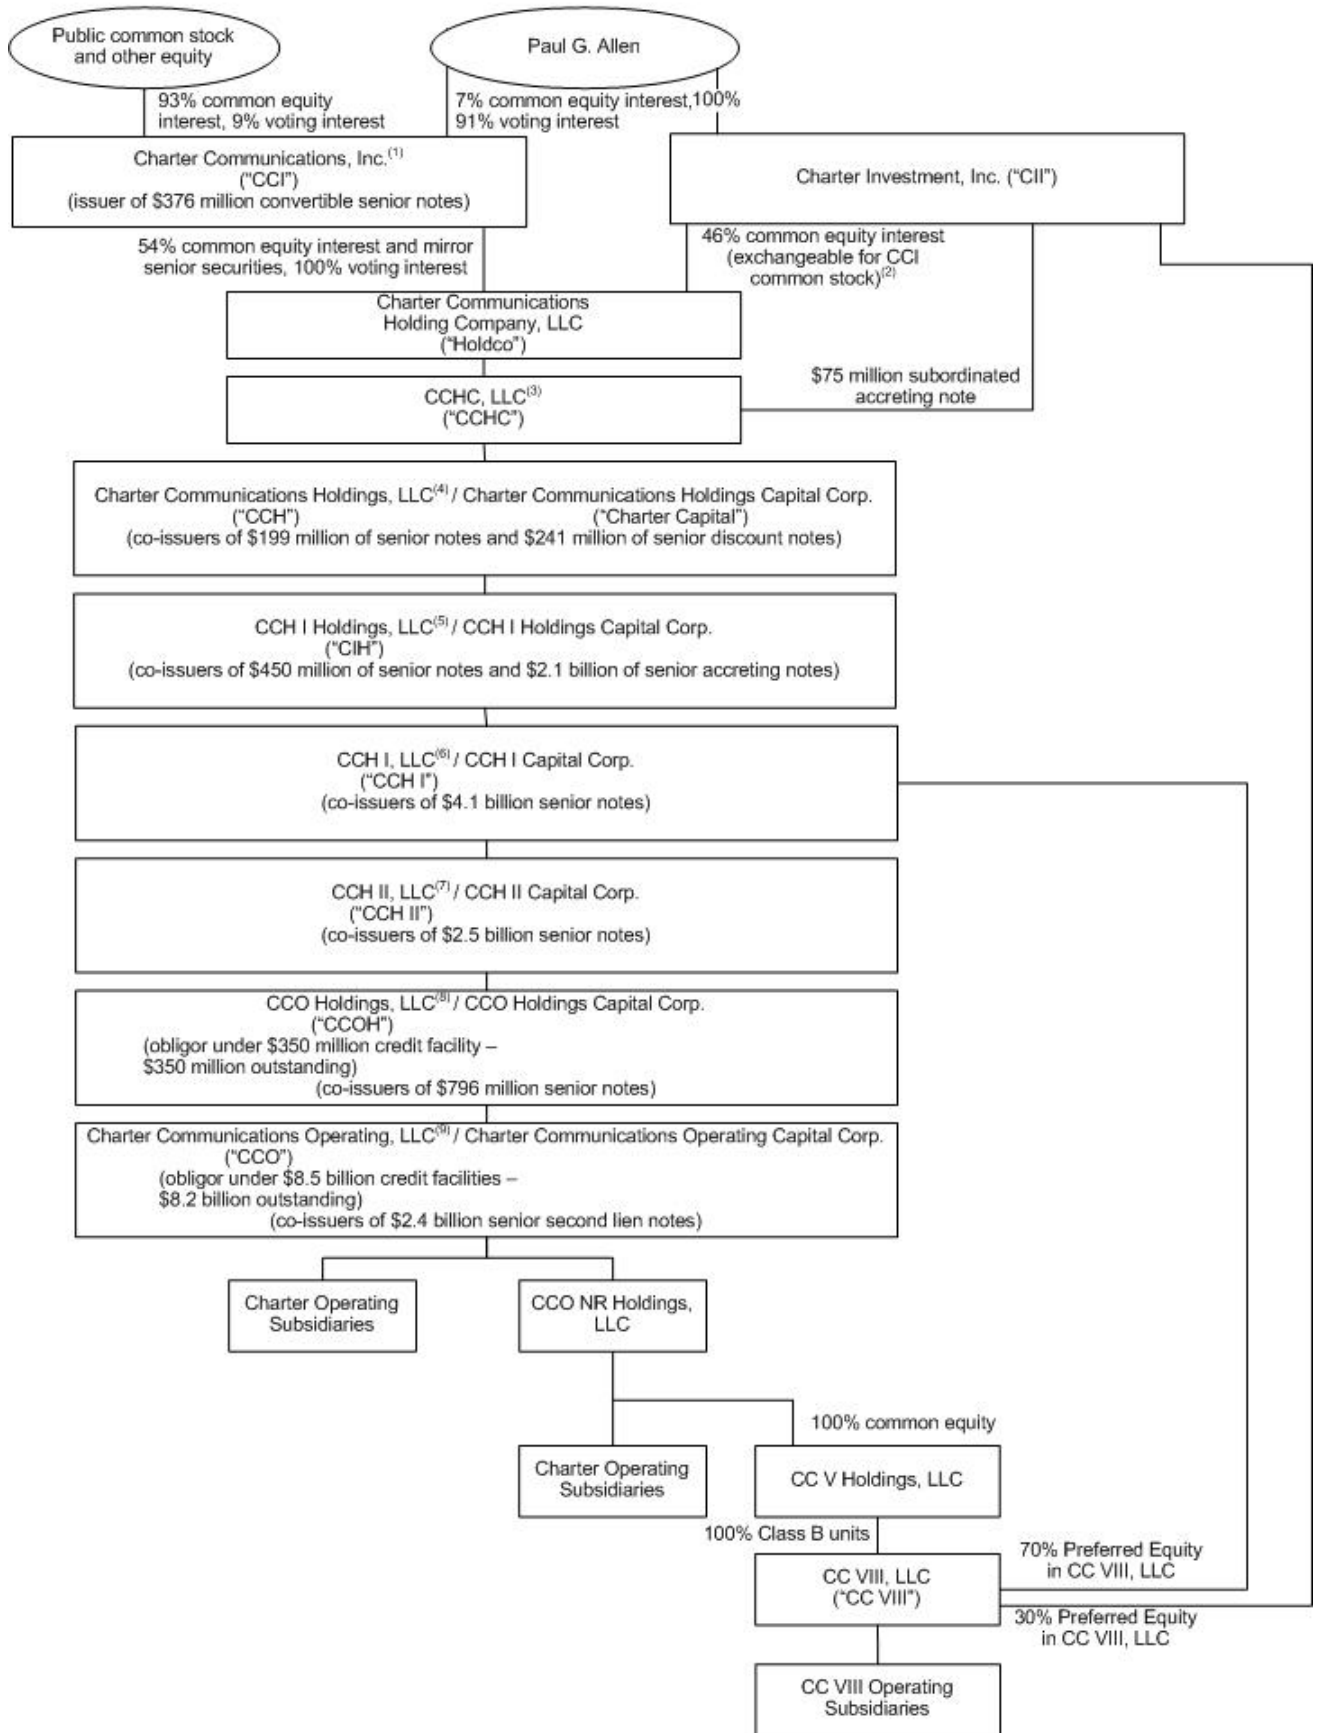 Public common stock
and other equity
Paul G. Allen
93% common equity
interest, 9% voting interest
7% common equity interest,
91% voting interest
100%
Charter Communications, Inc.(1)
(“CCI”)
(issuer of $376 million convertible senior notes)
Charter Investment, Inc. (“CII”)
54% common equity interest and mirror
senior securities, 100% voting interest
46% common equity interest
(exchangeable for CCI
common stock)(2)
Charter Communications
Holding Company, LLC
(“Holdco”)
$75 million subordinated
accreting note
CCHC, LLC(3)
(“CCHC”)
Charter Communications Holdings, LLC(4) / Charter Communications Holdings Capital Corp.
(“CCH”) (“Charter Capital”)
(co-issuers of $199 million of senior notes and $241 million of senior discount notes)
CCH I Holdings, LLC(5) / CCH I Holdings Capital Corp.
(“CIH”)
(co-issuers of $450 million of senior notes and $2.1 billion of senior accreting notes)
CCH I, LLC(6) / CCH I Capital Corp.
(“CCH I”)
(co-issuers of $4.1 billion senior notes)
CCH II, LLC(7) / CCH II Capital Corp.
(“CCH II”)
(co-issuers of $2.5 billion senior notes)
CCO Holdings, LLC(8) / CCO Holdings Capital Corp.
(“CCOH”)
(obligor under $350 million credit facility –
$350 million outstanding)
(co-issuers of $796 million senior notes)
Charter Communications Operating, LLC(9) / Charter Communications Operating Capital Corp.
(“CCO”)
(obligor under $8.5 billion credit facilities –
$8.2 billion outstanding)
(co-issuers of $2.4 billion senior second lien notes)
Charter Operating
Subsidiaries
CCO NR Holdings,
LLC
100% common equity
Charter Operating
Subsidiaries
CC V Holdings, LLC
100% Class B units
CC VIII, LLC
(“CC VIII”)
70% Preferred Equity
in CC VIII, LLC
30% Preferred Equity
in CC VIII, LLC
CC VIII Operating
Subsidiaries